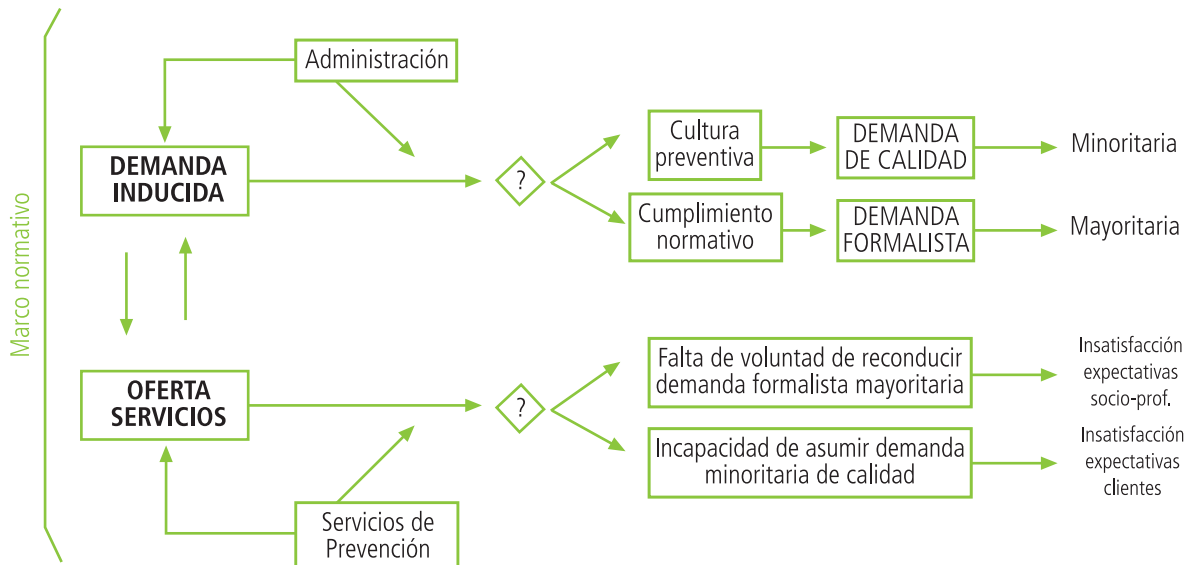 Marco normativo
Administración
DEMANDA
INDUCIDA
?
Cultura
preventiva
DEMANDA
DE CALIDAD
Minoritaria
Cumplimiento
normativo
DEMANDA
FORMALISTA
Mayoritaria
OFERTA
SERVICIOS
?
Falta de voluntad de reconducir
demanda formalista mayoritaria
Insatisfacción
expectativas
socio-prof.
Incapacidad de asumir demanda
minoritaria de calidad
Insatisfacción
expectativas
clientes
Servicios de
Prevención